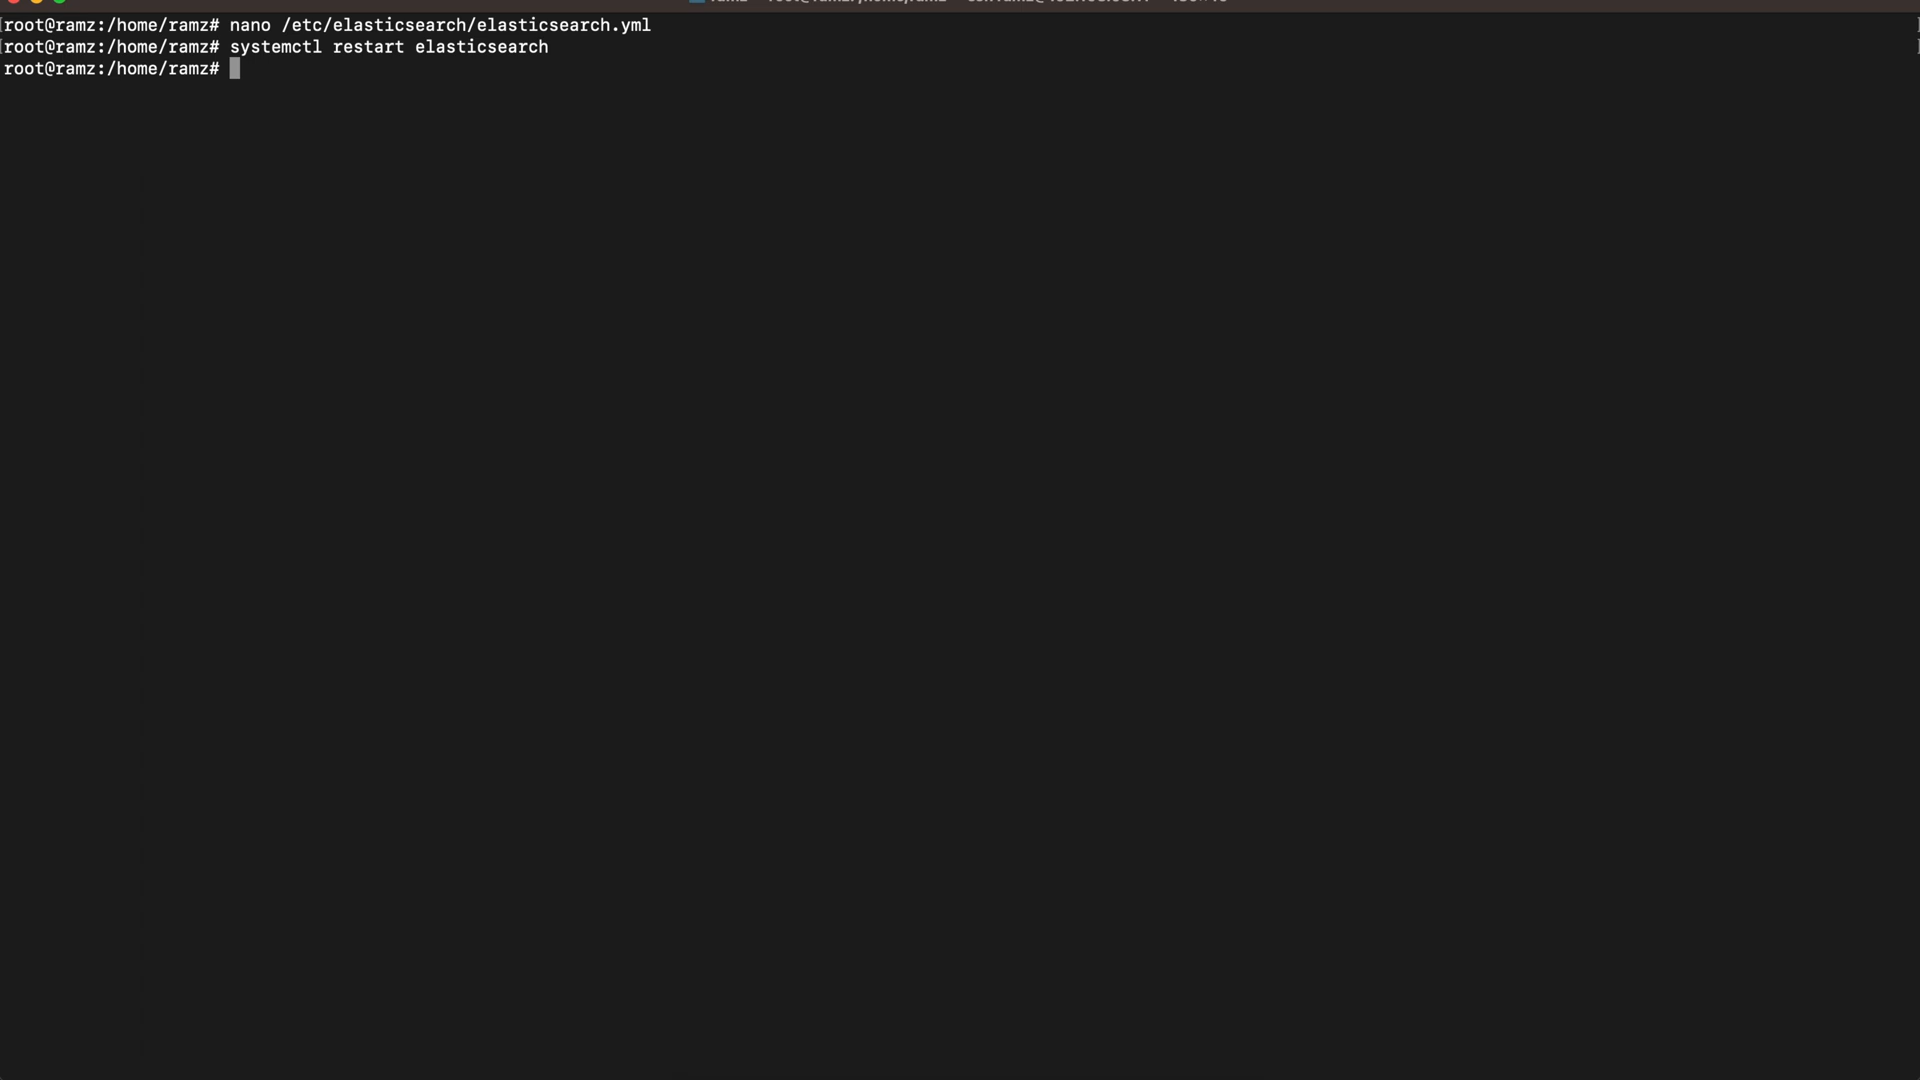 root@ramz:/home/ramz# nano /etc/elasticsearch/elasticsearch.yml
root@ramz:/home/ramz# systemctl restart elasticsearch
root@ramz:/home/ramz#